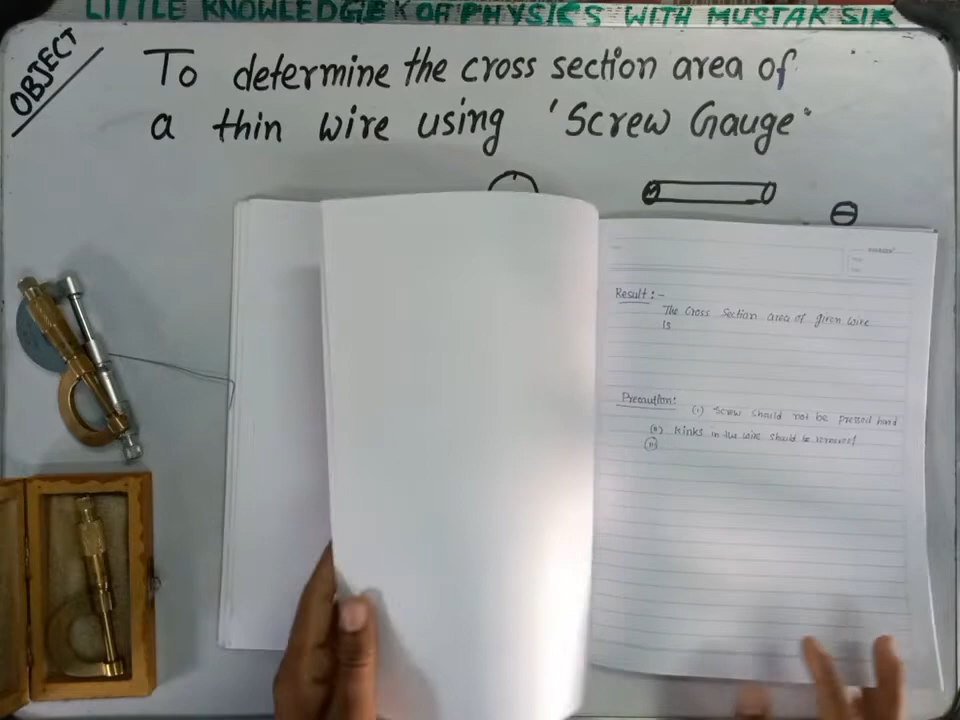 LITTLE KNOWLEDGE OF PHYSICS WITH MUSTAK SIR
OBJECT
To determine the cross section area of
a thin wire using 'Screw Gauge'
Result:-
The Cross Section area of given wire
is
Precaution:
(i) Screw should not be pressed hand
(ii) Kinks in the wire should be removed
(iii)